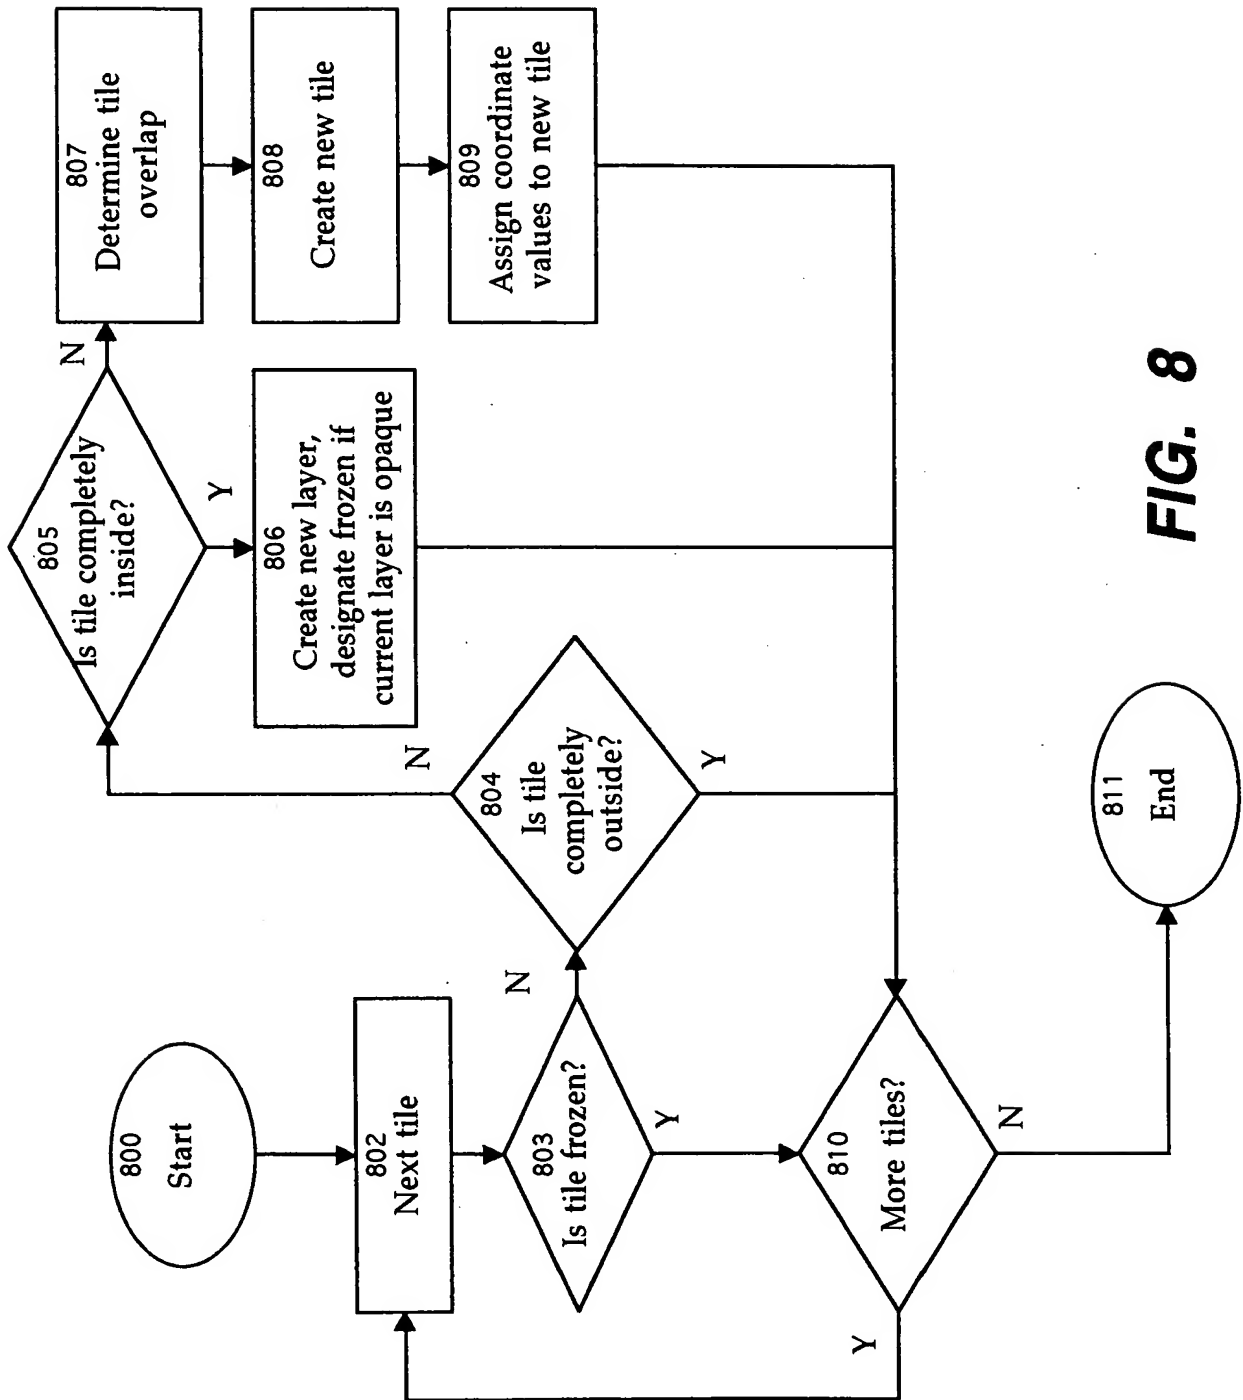 800
Start
802
Next tile
803
Is tile frozen?
N
Y
804
Is tile
completely
outside?
N
Y
805
Is tile completely
inside?
N
Y
806
Create new layer,
designate frozen if
current layer is opaque
807
Determine tile
overlap
808
Create new tile
809
Assign coordinate
values to new tile
810
More tiles?
Y
N
811
End
FIG. 8